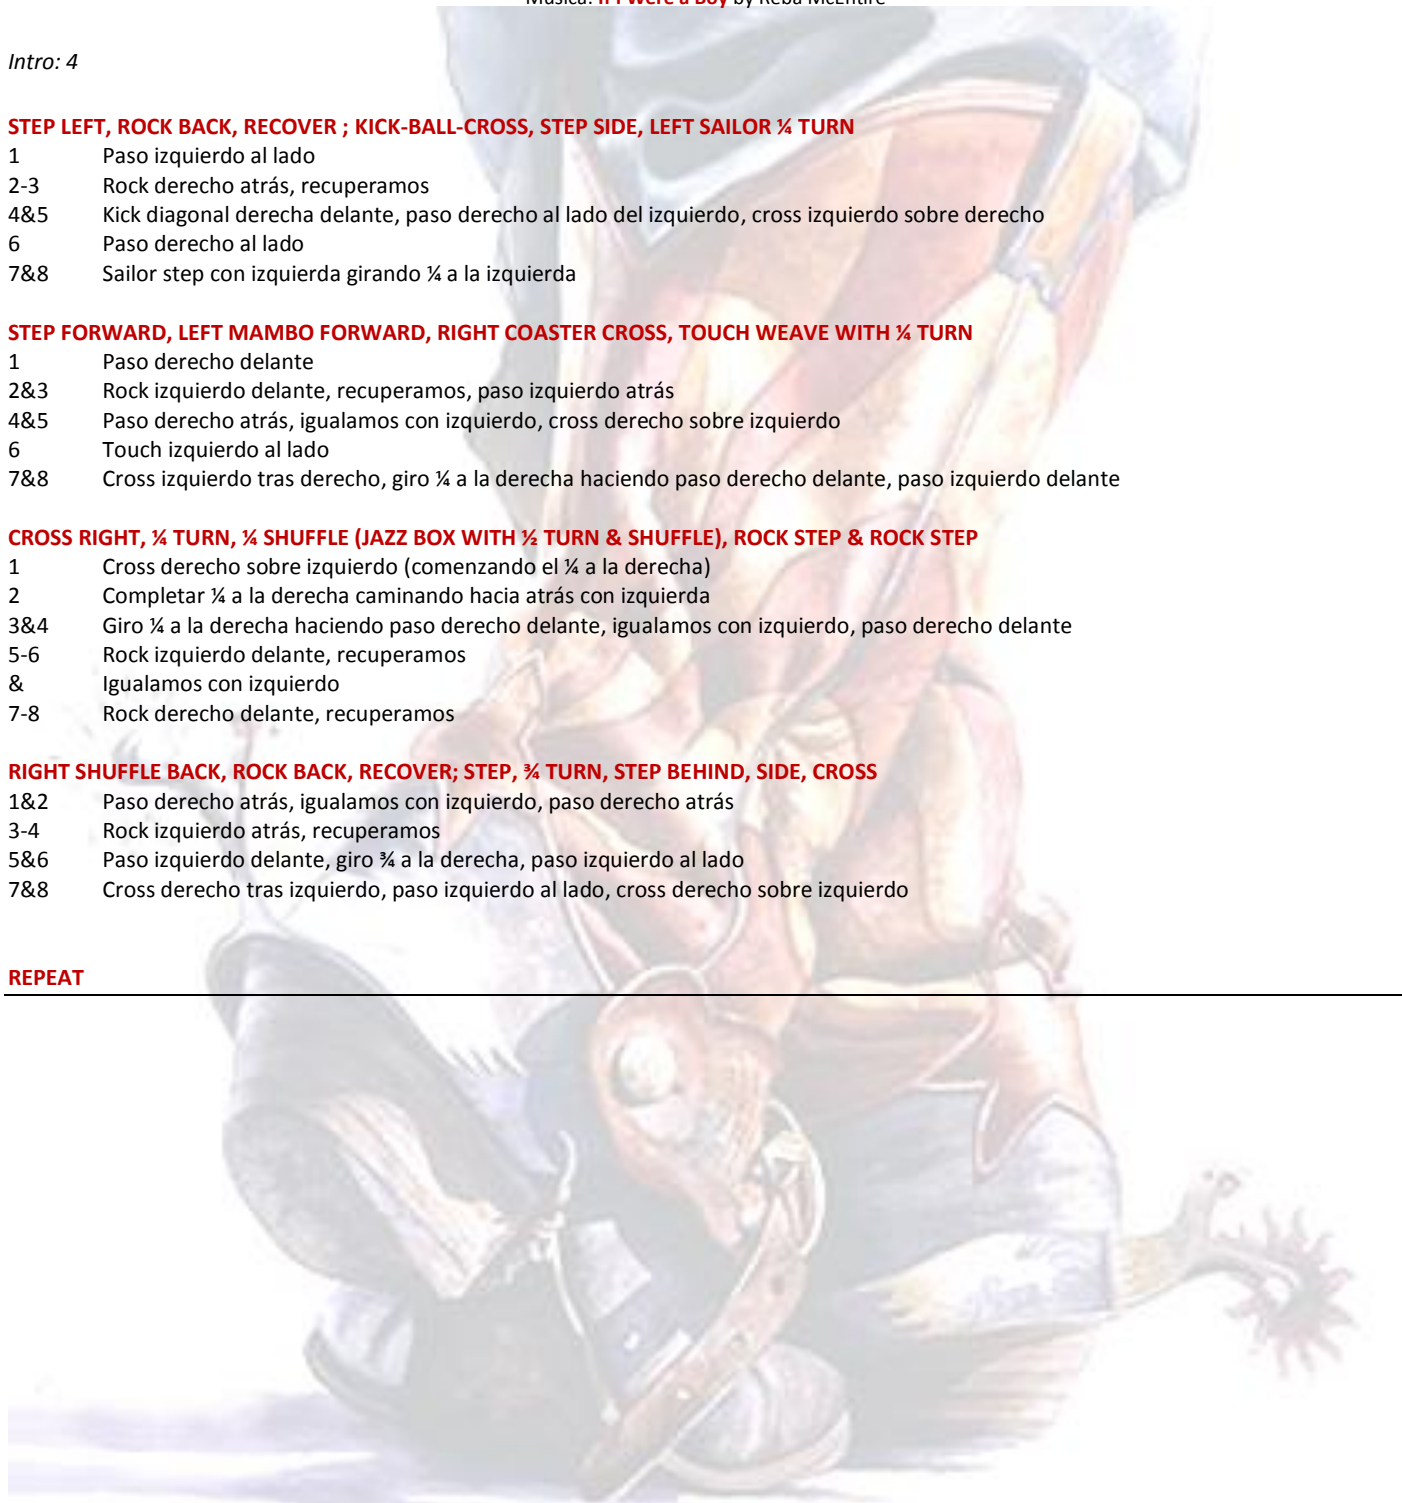 Música: If I Were a Boy by Reba McEntire
Intro: 4
STEP LEFT, ROCK BACK, RECOVER ; KICK-BALL-CROSS, STEP SIDE, LEFT SAILOR ¼ TURN
1 Paso izquierdo al lado
2-3 Rock derecho atrás, recuperamos
4&5 Kick diagonal derecha delante, paso derecho al lado del izquierdo, cross izquierdo sobre derecho
6 Paso derecho al lado
7&8 Sailor step con izquierda girando ¼ a la izquierda
STEP FORWARD, LEFT MAMBO FORWARD, RIGHT COASTER CROSS, TOUCH WEAVE WITH ¼ TURN
1 Paso derecho delante
2&3 Rock izquierdo delante, recuperamos, paso izquierdo atrás
4&5 Paso derecho atrás, igualamos con izquierdo, cross derecho sobre izquierdo
6 Touch izquierdo al lado
7&8 Cross izquierdo tras derecho, giro ¼ a la derecha haciendo paso derecho delante, paso izquierdo delante
CROSS RIGHT, ¼ TURN, ¼ SHUFFLE (JAZZ BOX WITH ½ TURN & SHUFFLE), ROCK STEP & ROCK STEP
1 Cross derecho sobre izquierdo (comenzando el ¼ a la derecha)
2 Completar ¼ a la derecha caminando hacia atrás con izquierda
3&4 Giro ¼ a la derecha haciendo paso derecho delante, igualamos con izquierdo, paso derecho delante
5-6 Rock izquierdo delante, recuperamos
& Igualamos con izquierdo
7-8 Rock derecho delante, recuperamos
RIGHT SHUFFLE BACK, ROCK BACK, RECOVER; STEP, ¾ TURN, STEP BEHIND, SIDE, CROSS
1&2 Paso derecho atrás, igualamos con izquierdo, paso derecho atrás
3-4 Rock izquierdo atrás, recuperamos
5&6 Paso izquierdo delante, giro ¾ a la derecha, paso izquierdo al lado
7&8 Cross derecho tras izquierdo, paso izquierdo al lado, cross derecho sobre izquierdo
REPEAT